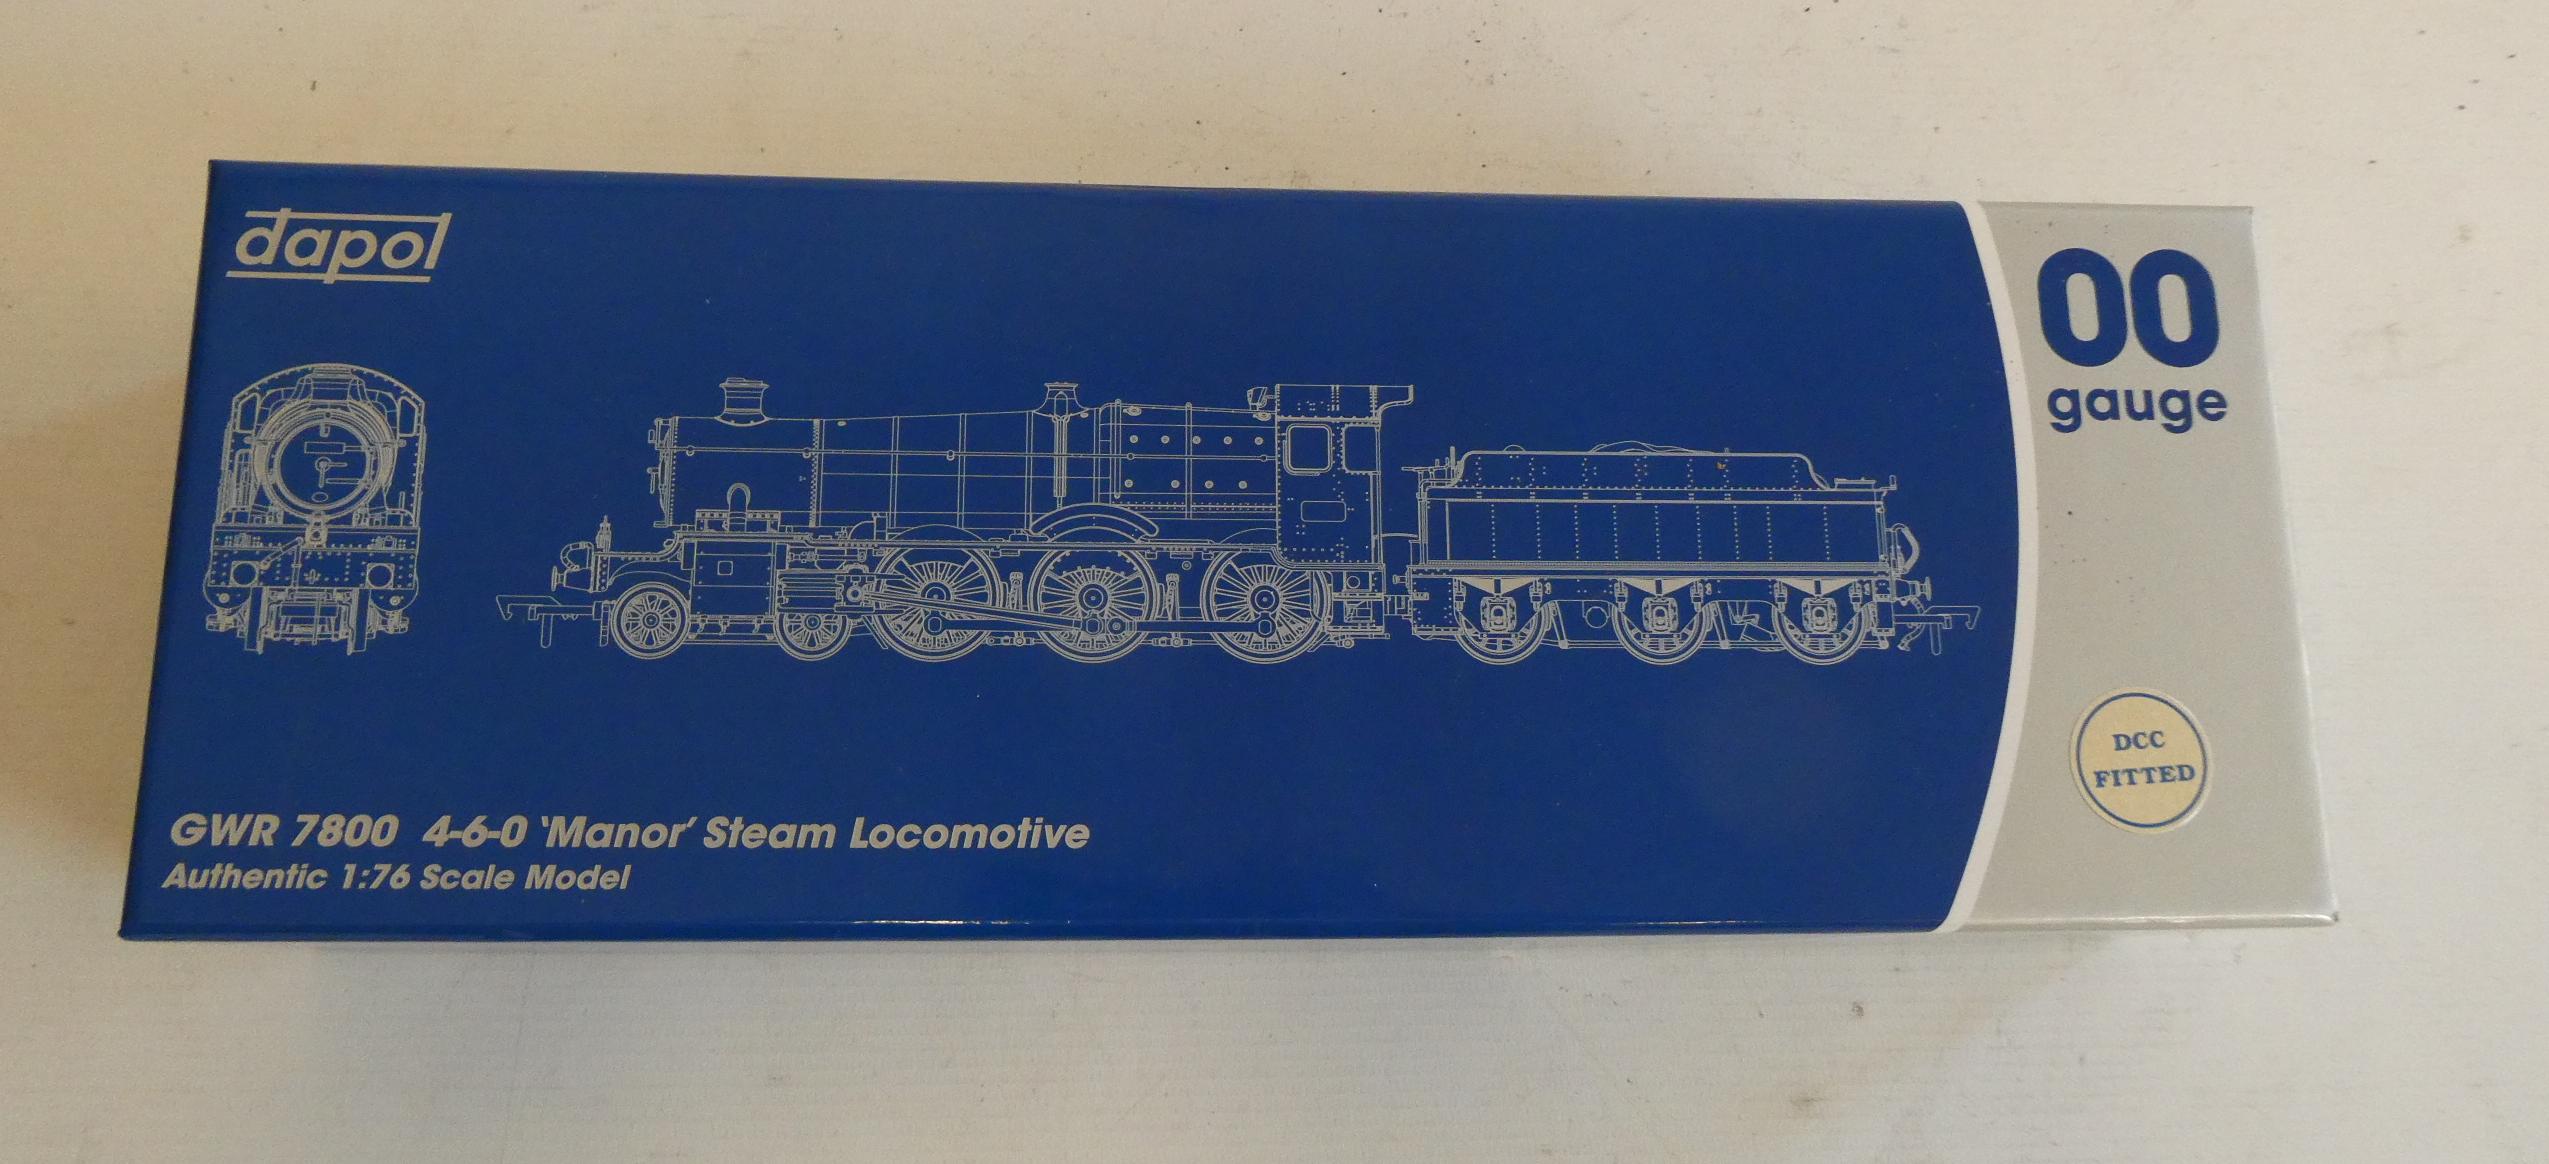 dapol
00
gauge
DCC
FITTED
GWR 7800 4-6-0 'Manor' Steam Locomotive
Authentic 1:76 Scale Model